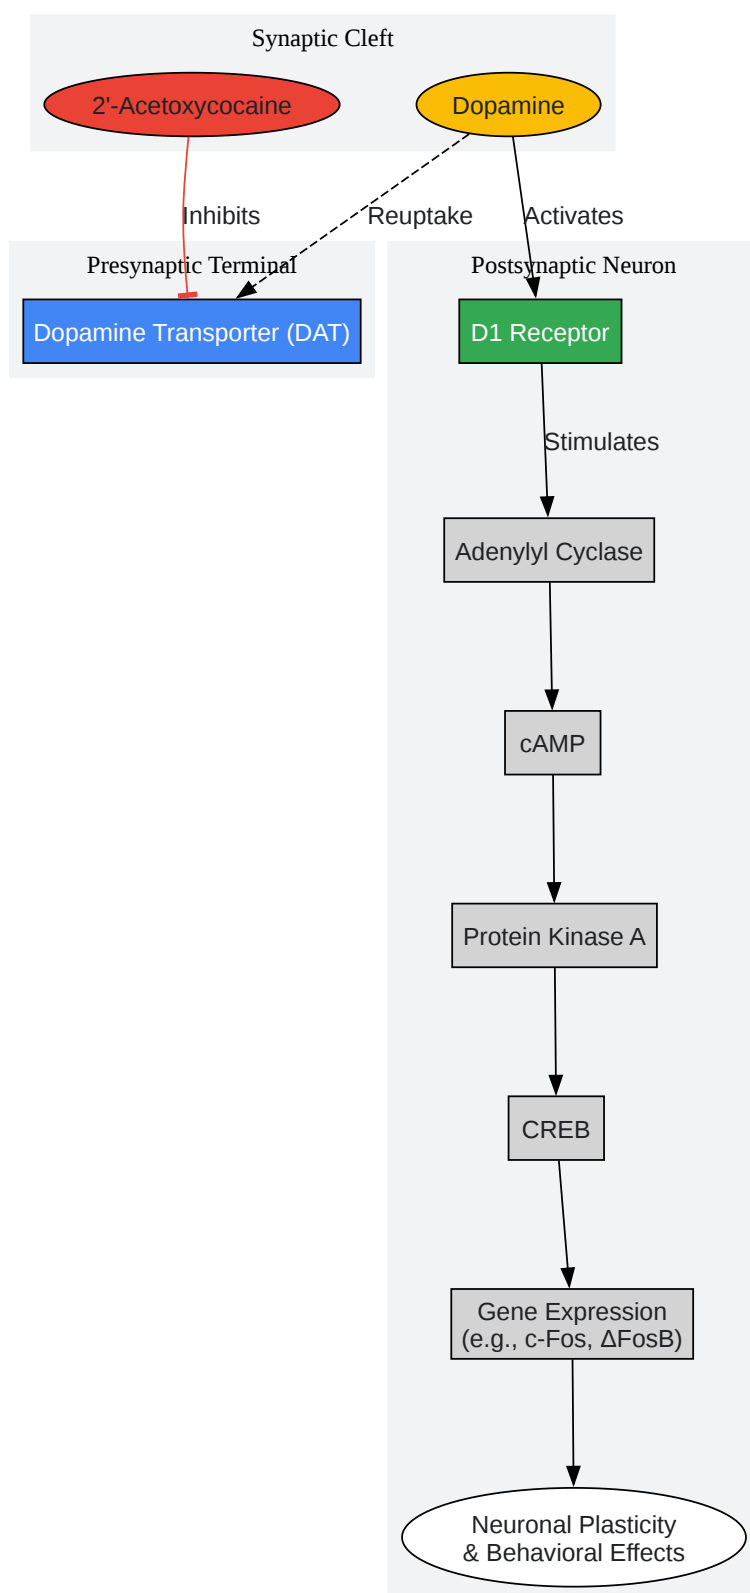 Synaptic Cleft
2'-Acetoxycocaine
Dopamine
Inhibits
Reuptake
Activates
Presynaptic Terminal
Postsynaptic Neuron
Dopamine Transporter (DAT)
D1 Receptor
Stimulates
Adenylyl Cyclase
cAMP
Protein Kinase A
CREB
Gene Expression
(e.g., c-Fos, ΔFosB)
Neuronal Plasticity
& Behavioral Effects